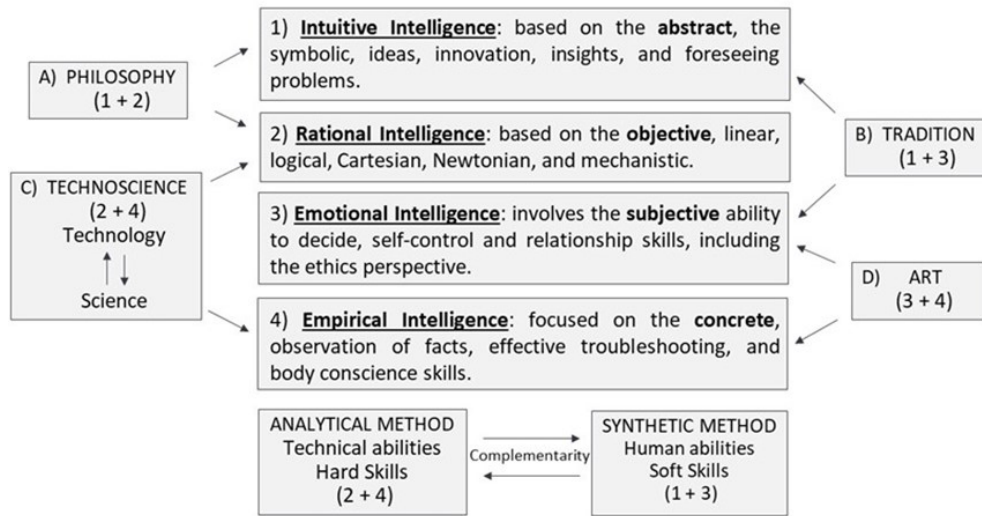 1) Intuitive Intelligence: based on the abstract, the
symbolic, ideas, innovation, insights, and foreseeing
problems.
A) PHILOSOPHY
(1 + 2)
2) Rational Intelligence: based on the objective, linear,
logical, Cartesian, Newtonian, and mechanistic.
B) TRADITION
(1 + 3)
C) TECHNOSCIENCE
(2 + 4)
Technology
Science
3) Emotional Intelligence: involves the subjective ability
to decide, self-control and relationship skills, including
the ethics perspective.
D) ART
(3 + 4)
4) Empirical Intelligence: focused on the concrete,
observation of facts, effective troubleshooting, and
body conscience skills.
ANALYTICAL METHOD
Technical abilities
Hard Skills
(2 + 4)
Complementarity
SYNTHETIC METHOD
Human abilities
Soft Skills
(1 + 3)